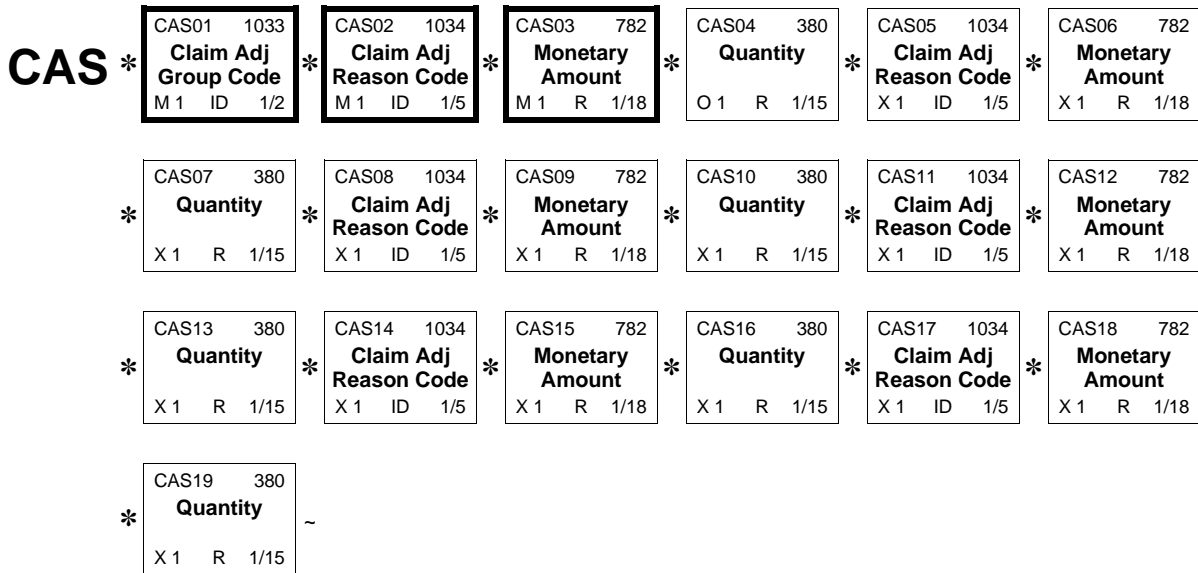 CAS01 1033 CAS02 1034 CAS03 782 CAS04 380 CAS05 1034 CAS06 782
CAS * Claim Adj * Claim Adj * Monetary * Quantity * Claim Adj * Monetary
Group Code Reason Code Amount Reason Code Amount
M 1 ID 1/2 M 1 ID 1/5 M 1 R 1/18 O 1 R 1/15 X 1 ID 1/5 X 1 R 1/18
CAS07 380 CAS08 1034 CAS09 782 CAS10 380 CAS11 1034 CAS12 782
* Quantity * Claim Adj * Monetary * Quantity * Claim Adj * Monetary
Reason Code Amount Reason Code Amount
X 1 R 1/15 X 1 ID 1/5 X 1 R 1/18 X 1 R 1/15 X 1 ID 1/5 X 1 R 1/18
CAS13 380 CAS14 1034 CAS15 782 CAS16 380 CAS17 1034 CAS18 782
* Quantity * Claim Adj * Monetary * Quantity * Claim Adj * Monetary
Reason Code Amount Reason Code Amount
X 1 R 1/15 X 1 ID 1/5 X 1 R 1/18 X 1 R 1/15 X 1 ID 1/5 X 1 R 1/18
CAS19 380
* Quantity ~
X 1 R 1/15